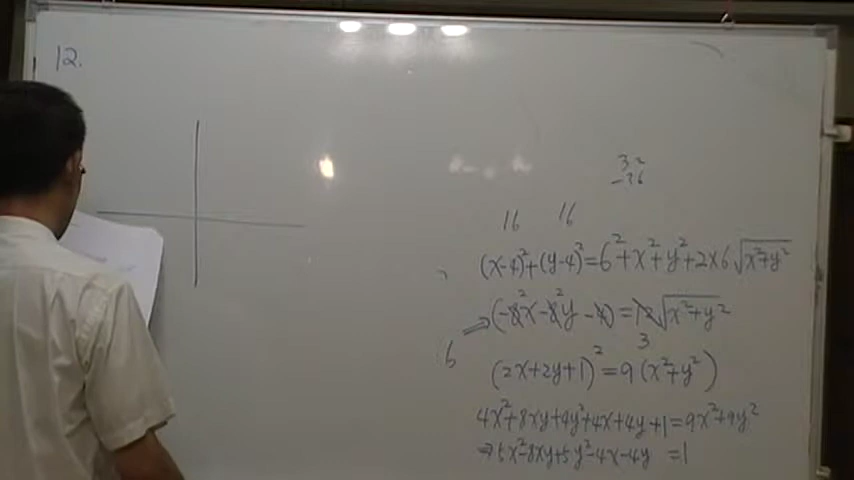 12.
32
-36
16 16
(x-4)²+(y-4)²=6²+x²+y²+2×6√x²+y²
⇒(-8x-8y-4)=12√x²+y²
2 2 3
6
(2x+2y+1)²=9(x²+y²)
4x²+8xy+4y²+4x+4y+1=9x²+9y²
⇒5x²-8xy+5y²-4x-4y =1